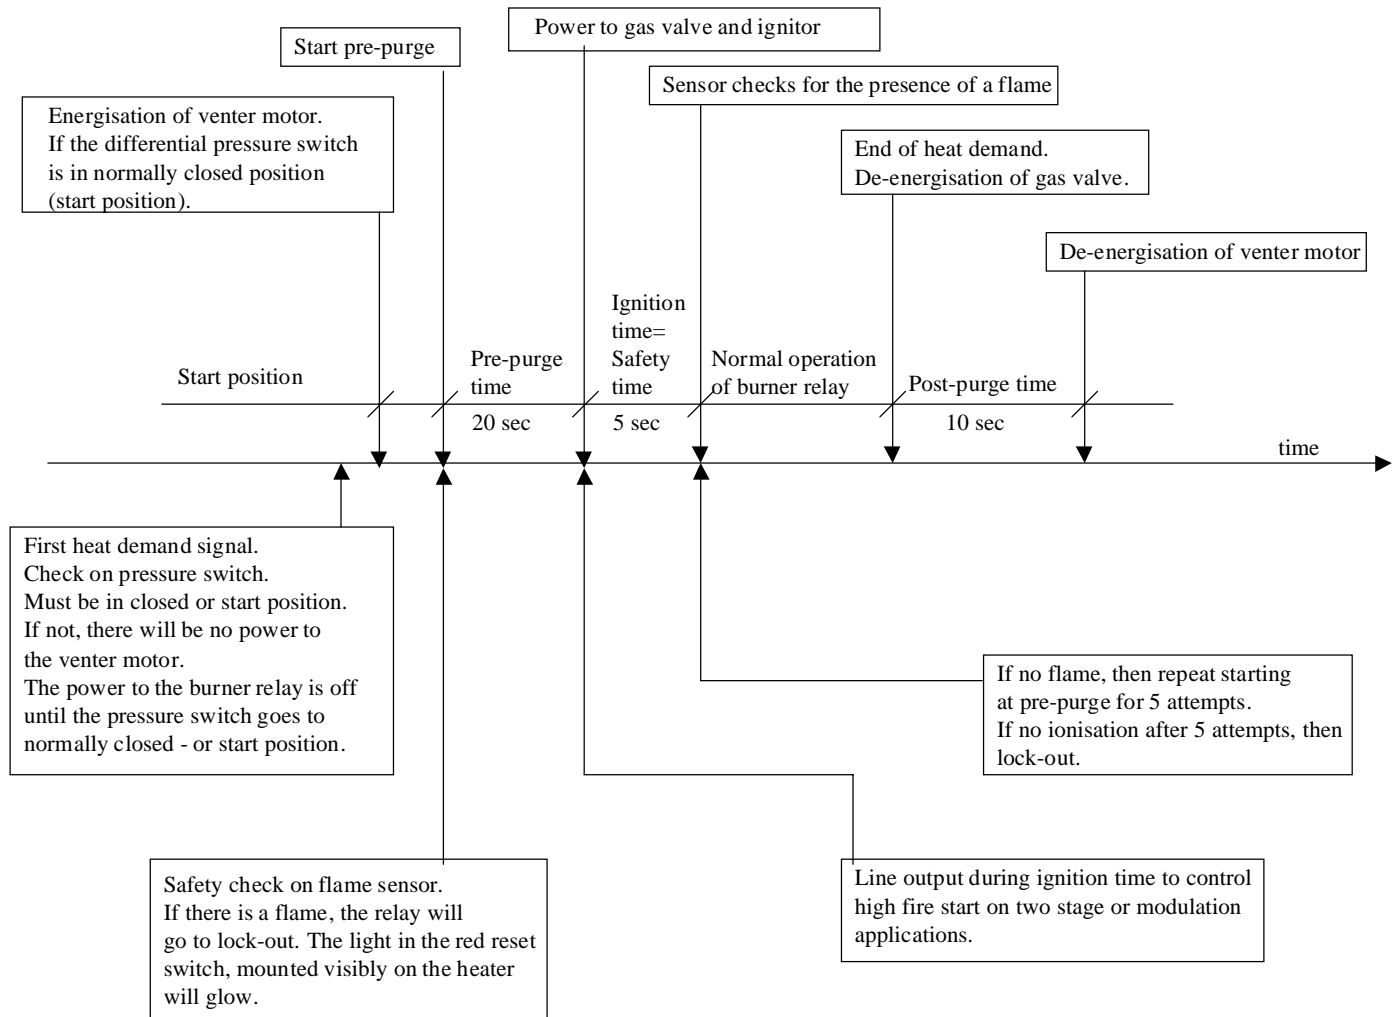 Power to gas valve and ignitor
Start pre-purge
Sensor checks for the presence of a flame
Energisation of venter motor.
If the differential pressure switch
is in normally closed position
(start position).
End of heat demand.
De-energisation of gas valve.
De-energisation of venter motor
Start position
Pre-purge
time
20 sec
Ignition
time=
Safety
time
5 sec
Normal operation
of burner relay
Post-purge time
10 sec
time
First heat demand signal.
Check on pressure switch.
Must be in closed or start position.
If not, there will be no power to
the venter motor.
The power to the burner relay is off
until the pressure switch goes to
normally closed - or start position.
If no flame, then repeat starting
at pre-purge for 5 attempts.
If no ionisation after 5 attempts, then
lock-out.
Safety check on flame sensor.
If there is a flame, the relay will
go to lock-out. The light in the red reset
switch, mounted visibly on the heater
will glow.
Line output during ignition time to control
high fire start on two stage or modulation
applications.